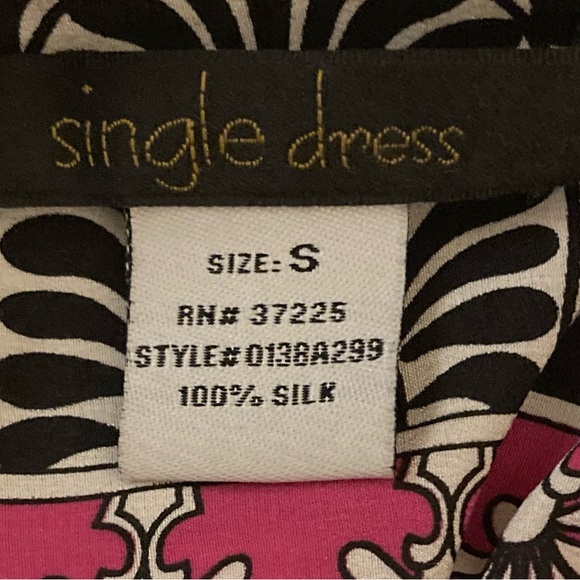 single dress
SIZE: S
RN# 37225
STYLE# 0138A299
100% SILK